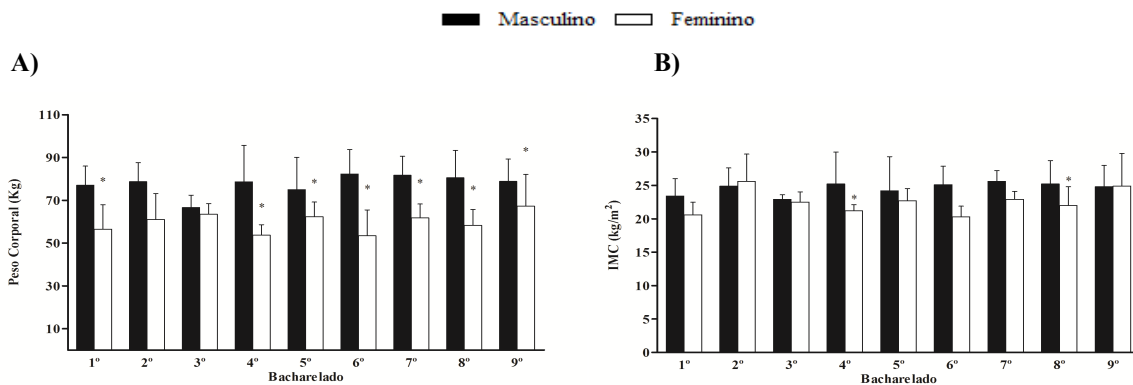 Masculino Feminino
A)
Peso Corporal (Kg)
110
90
70
50
30
10
* * * * * * *
1º 2º 3º 4º 5º 6º 7º 8º 9º
Bacharelado
B)
IMC (kg/m²)
35
30
25
20
15
10
5
0
* *
1º 2º 3º 4º 5º 6º 7º 8º 9º
Bacharelado